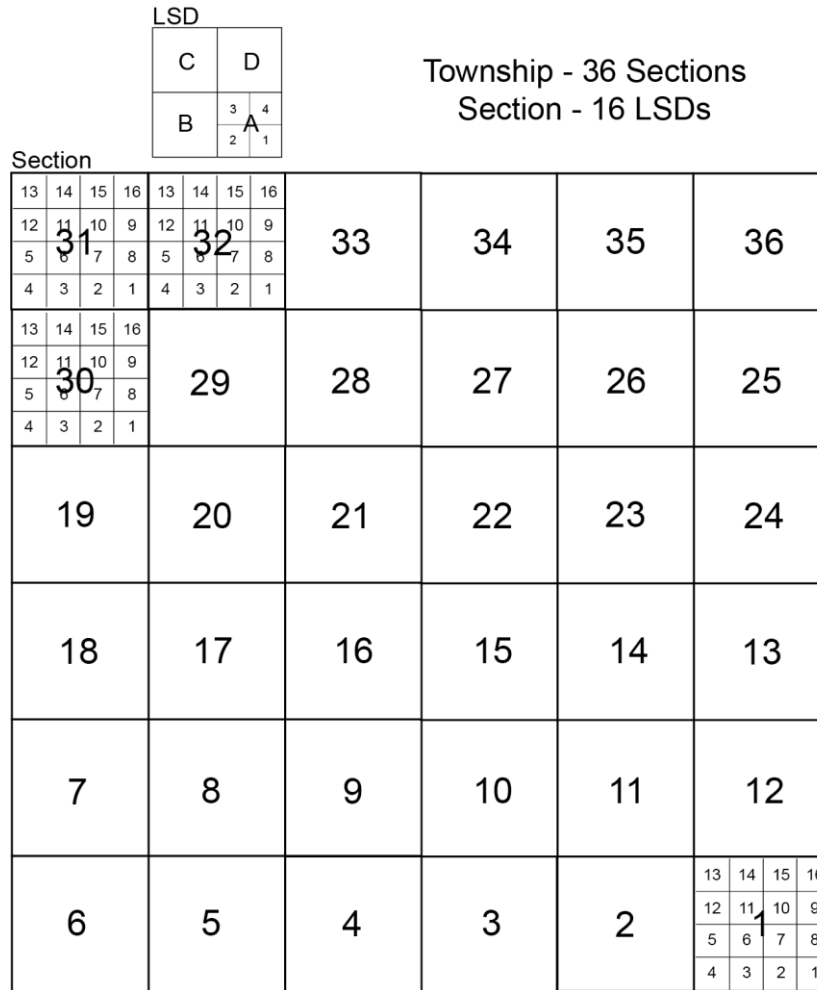 LSD
C D
Township - 36 Sections
3 4
B A
Section - 16 LSDs
2 1
Section
13 14 15 16 13 14 15 16
12 11 10 9 12 11 10 9
31 32 33 34 35 36
5 6 7 8 5 6 7 8
4 3 2 1 4 3 2 1
13 14 15 16
12 11 10 9
30 29 28 27 26 25
5 6 7 8
4 3 2 1
19 20 21 22 23 24
18 17 16 15 14 13
7 8 9 10 11 12
13 14 15 16
12 11 10 9
6 5 4 3 2 1
5 6 7 8
4 3 2 1